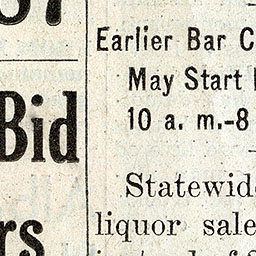 Bid
rs
Earlier Bar C
May Start
10 a. m.-8
Statewid
liquor sale